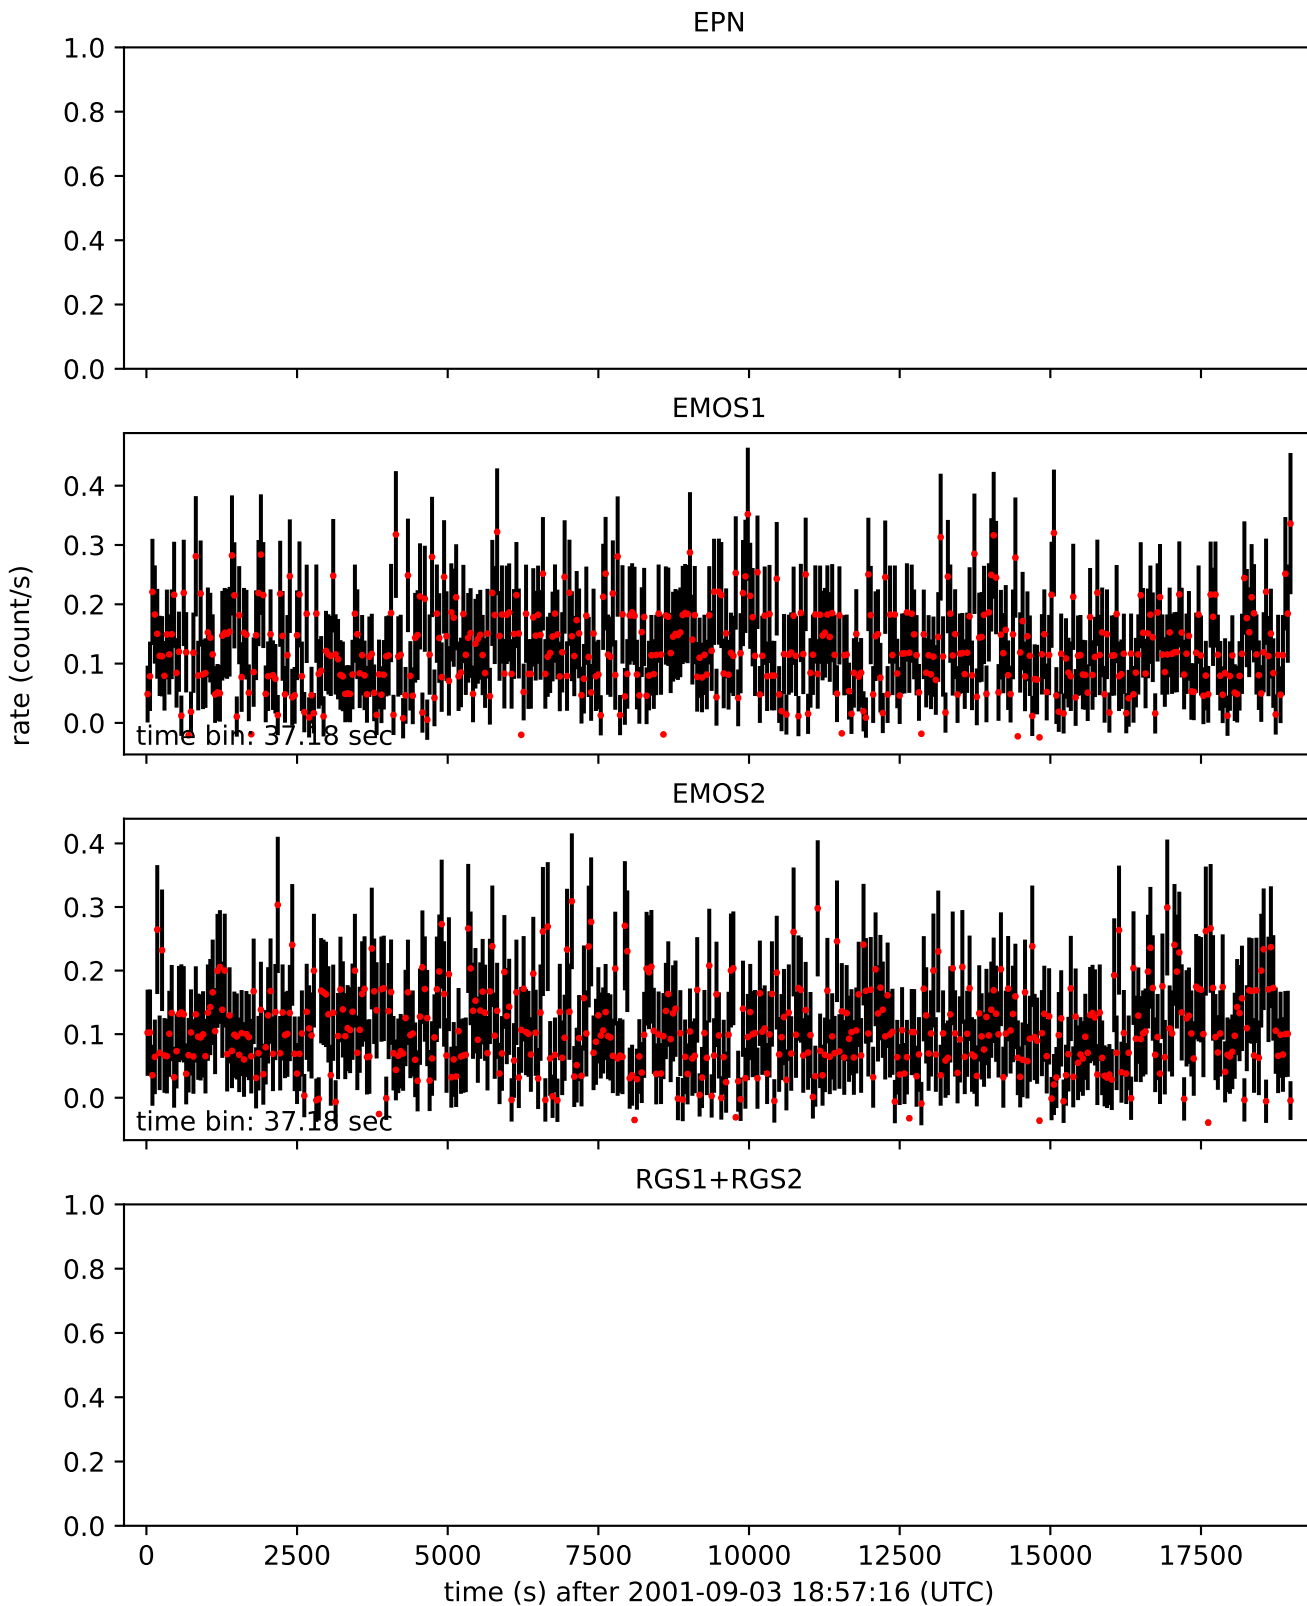 EPN
1.0
0.8
0.6
0.4
0.2
0.0
EMOS1
0.4
0.3
0.2
0.1
0.0
rate (count/s)
time bin: 37.18 sec
EMOS2
0.4
0.3
0.2
0.1
0.0
time bin: 37.18 sec
RGS1+RGS2
1.0
0.8
0.6
0.4
0.2
0.0
0 2500 5000 7500 10000 12500 15000 17500
time (s) after 2001-09-03 18:57:16 (UTC)